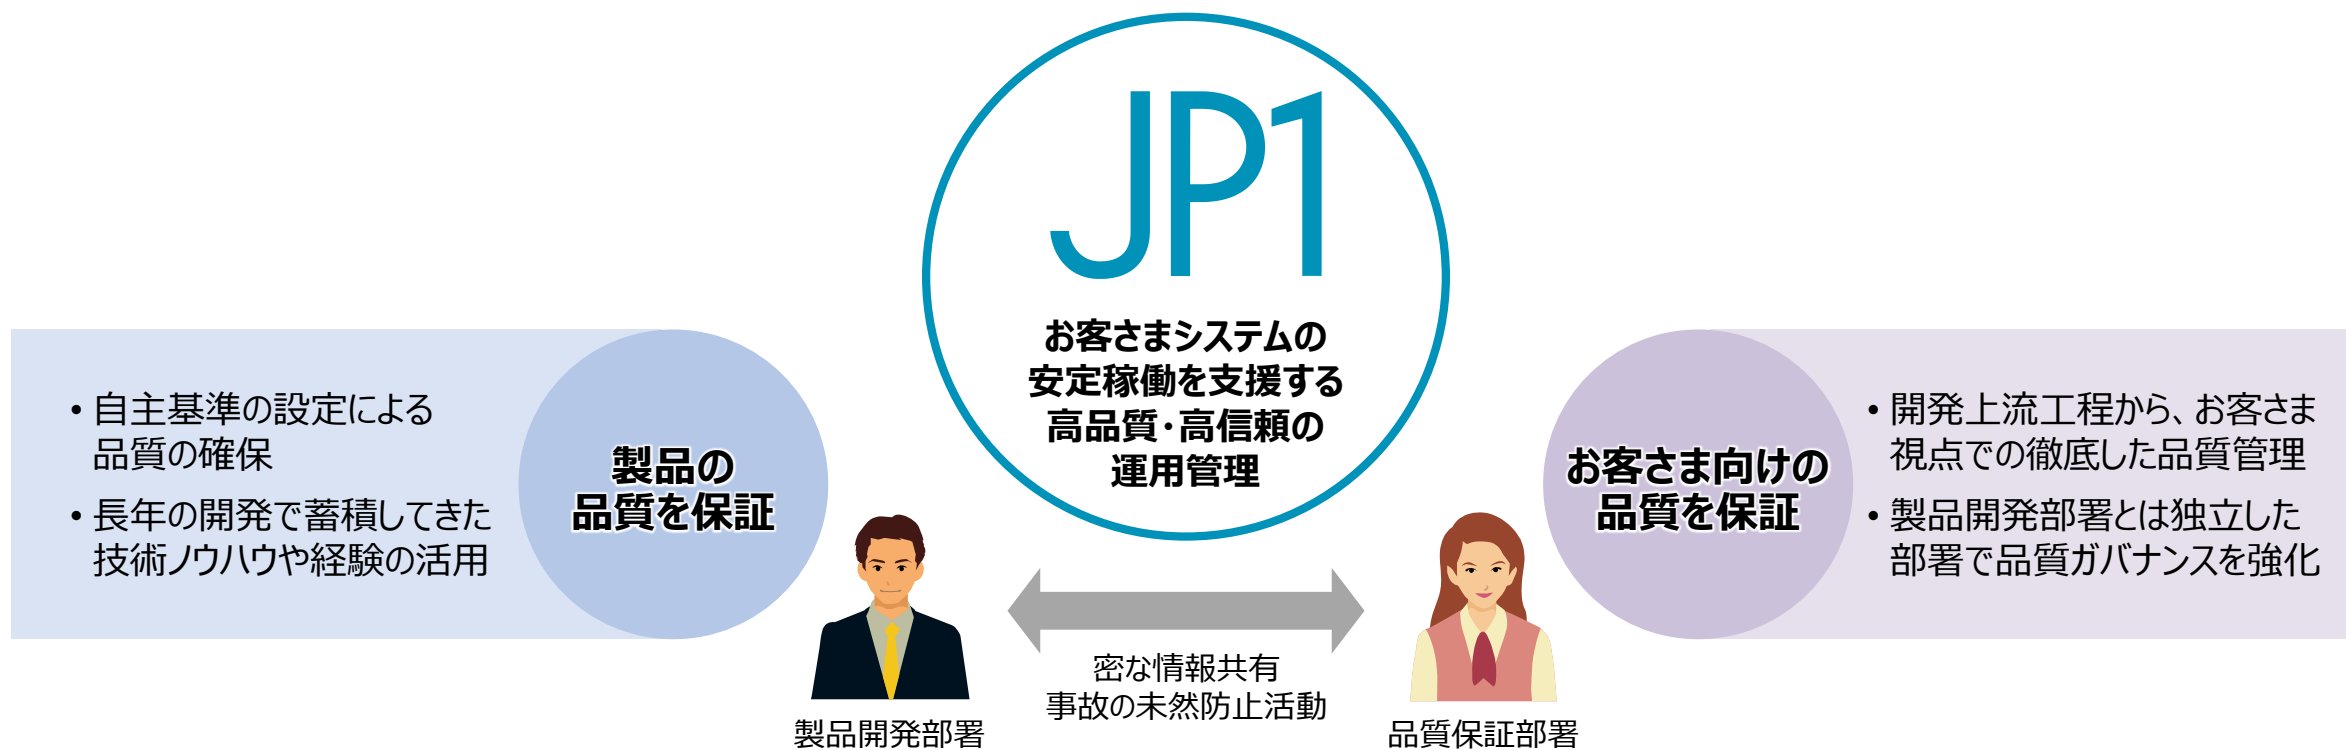 JP1
お客さまシステムの
安定稼働を支援する
高品質・高信頼の
運用管理
• 自主基準の設定による
品質の確保
• 長年の開発で蓄積してきた
技術ノウハウや経験の活用
製品の
品質を保証
お客さま向けの
品質を保証
• 開発上流工程から、お客さま
視点での徹底した品質管理
• 製品開発部署とは独立した
部署で品質ガバナンスを強化
密な情報共有
事故の未然防止活動
製品開発部署
品質保証部署